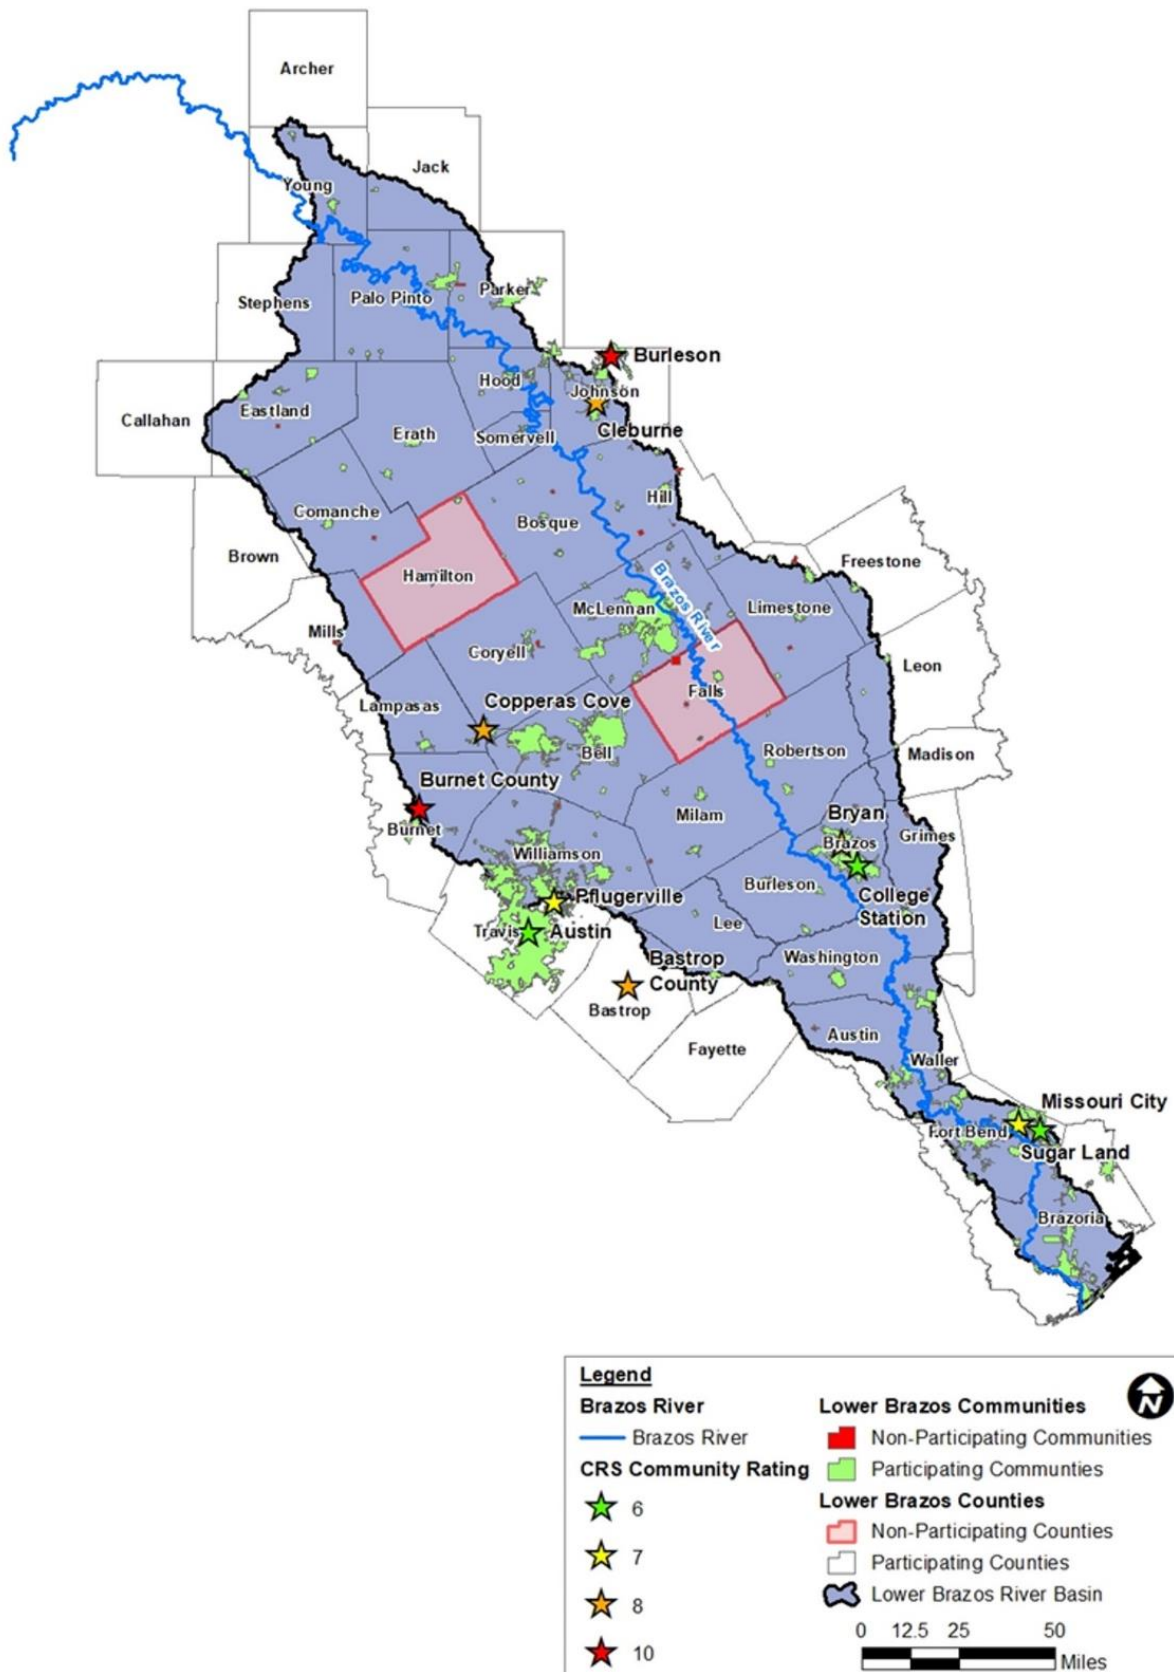 Archer
Jack
Young
Stephens
Palo Pinto
Parker
Burleson
Hood
Johnson
Callahan
Eastland
Erath
Somervell
Cleburne
Comanche
Hill
Bosque
Brown
Hamilton
Freestone
Brazos River
McLennan
Limestone
Mills
Coryell
Leon
Falls
Lampasas
Copperas Cove
Bell
Robertson
Madison
Burnet County
Milam
Bryan
Burnet
Brazos
Grimes
Williamson
Burleson
Pflugerville
College
Station
Travis
Austin
Lee
Washington
Bastrop
County
Bastrop
Austin
Fayette
Waller
Missouri City
Fort Bend
Sugar Land
Brazoria
Legend
Brazos River
Brazos River
CRS Community Rating
6
7
8
10
N
Lower Brazos Communities
Non-Participating Communities
Participating Communties
Lower Brazos Counties
Non-Participating Counties
Participating Counties
Lower Brazos River Basin
0 12.5 25 50
Miles